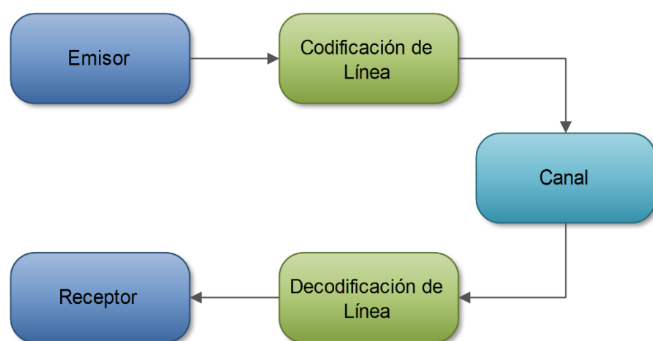 Emisor
Codificación de
Línea
Canal
Decodificación de
Línea
Receptor